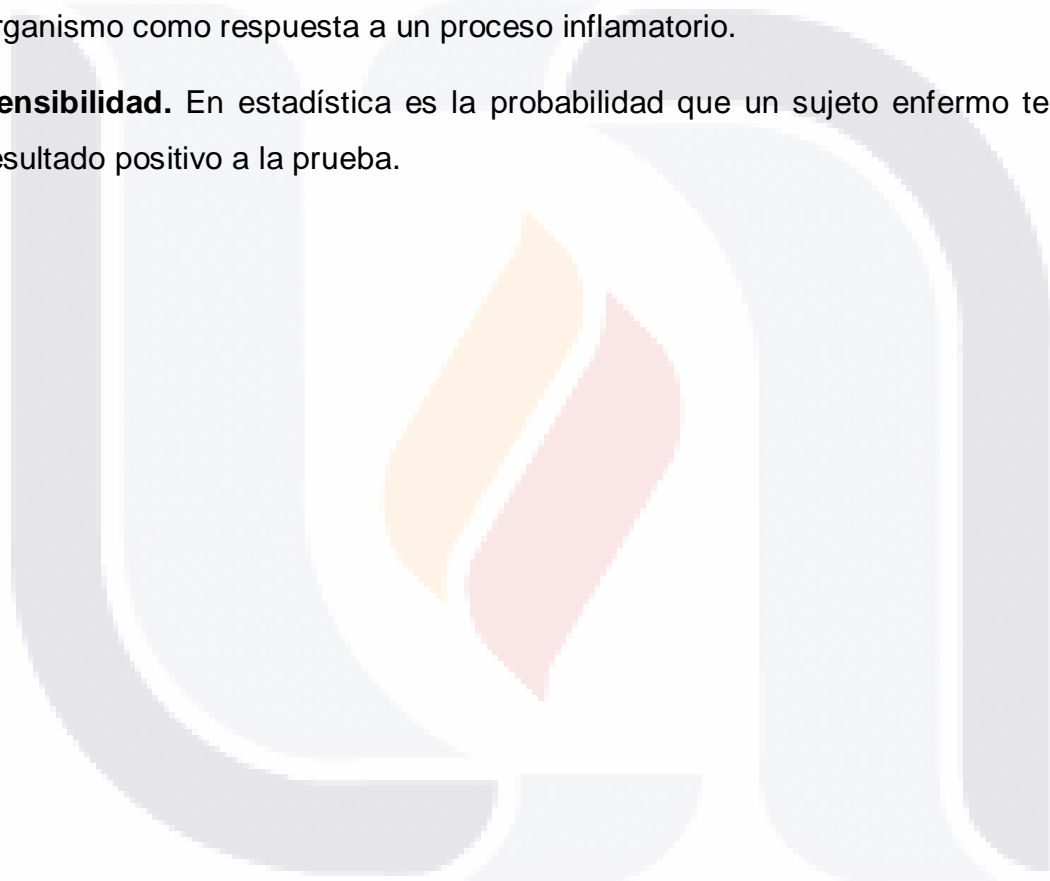 rganismo como respuesta a un proceso inflamatorio.
ensibilidad. En estadística es la probabilidad que un sujeto enfermo te
esultado positivo a la prueba.